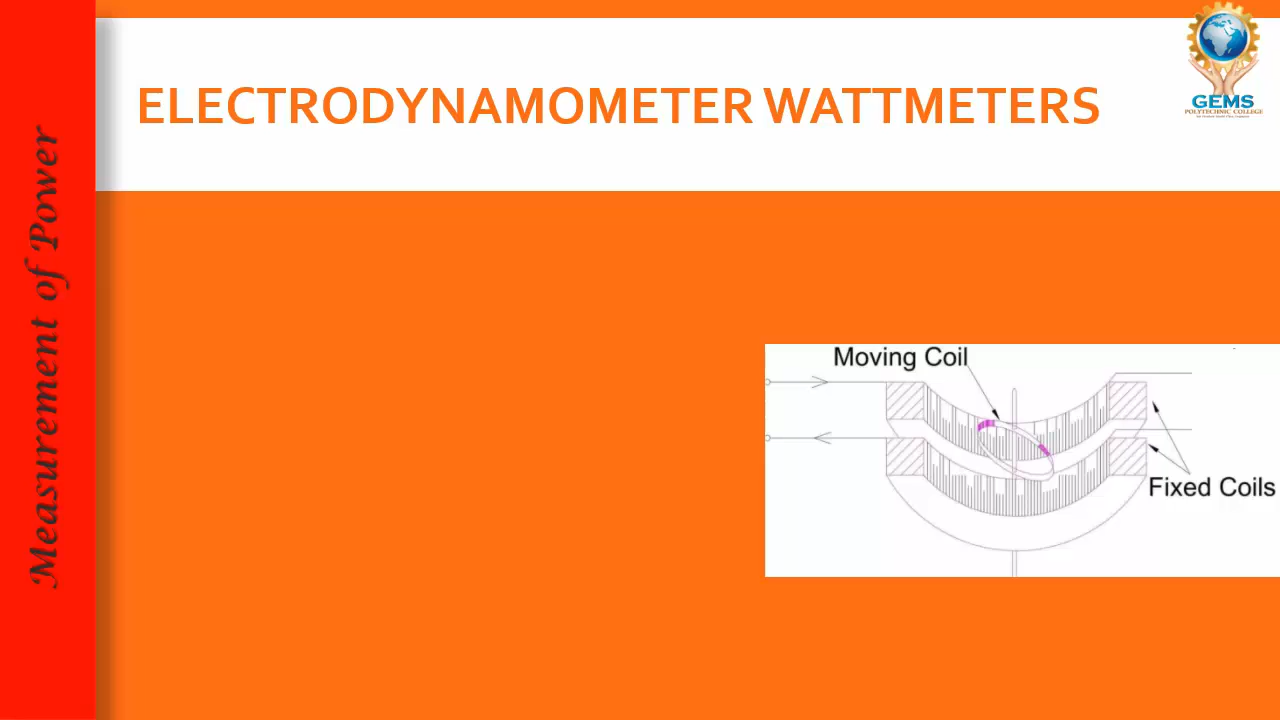 Measurement of Power
ELECTRODYNAMOMETER WATTMETERS
GEMS
POLYTECHNIC COLLEGE
Moving Coil
Fixed Coils